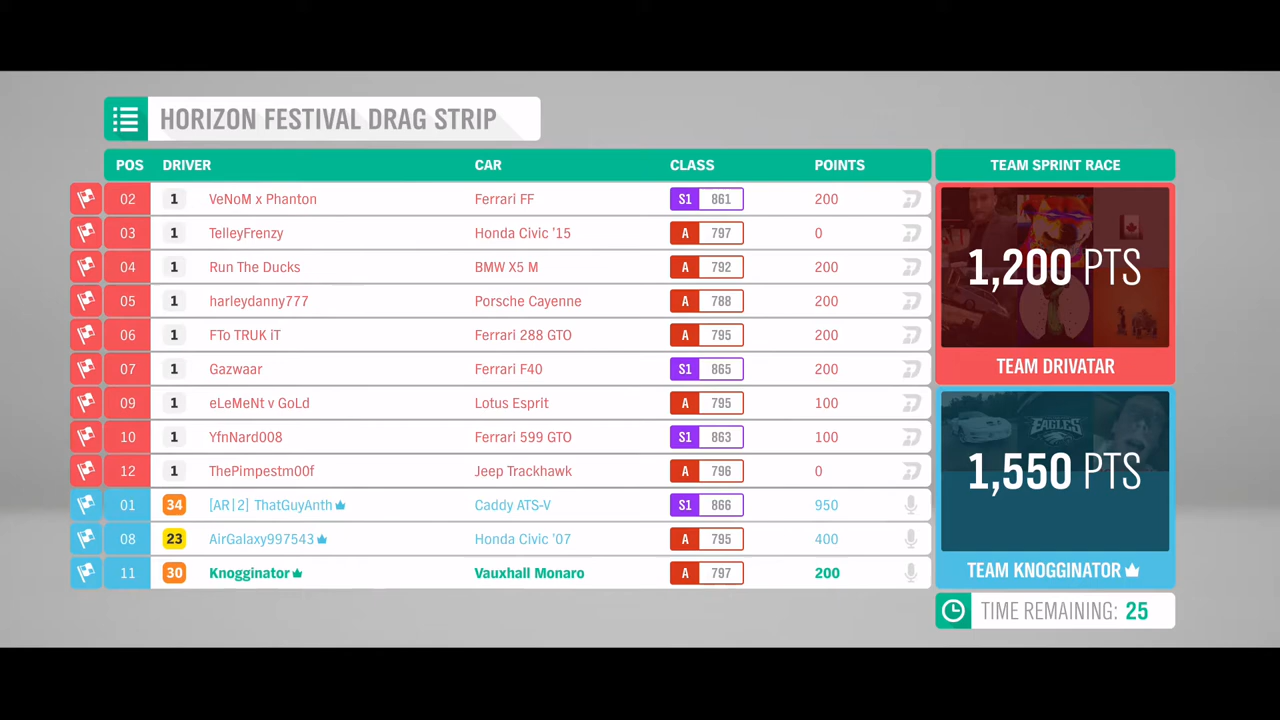 HORIZON FESTIVAL DRAG STRIP
POS DRIVER CAR CLASS POINTS TEAM SPRINT RACE
02 1 VeNoM x Phanton Ferrari FF S1 861 200
03 1 TelleyFrenzy Honda Civic '15 A 797 0
04 1 Run The Ducks BMW X5 M A 792 200
05 1 harleydanny777 Porsche Cayenne A 788 200
06 1 FTo TRUK iT Ferrari 288 GTO A 795 200
07 1 Gazwaar Ferrari F40 S1 865 200
09 1 eLeMeNt v GoLd Lotus Esprit A 795 100
10 1 YfnNard008 Ferrari 599 GTO S1 863 100
12 1 ThePimpestm00f Jeep Trackhawk A 796 0
01 34 [AR|2] ThatGuyAnth Caddy ATS-V S1 866 950
08 23 AirGalaxy997543 Honda Civic '07 A 795 400
11 30 Knogginator Vauxhall Monaro A 797 200
1,200 PTS
TEAM DRIVATAR
EAGLES
1,550 PTS
TEAM KNOGGINATOR
TIME REMAINING: 25